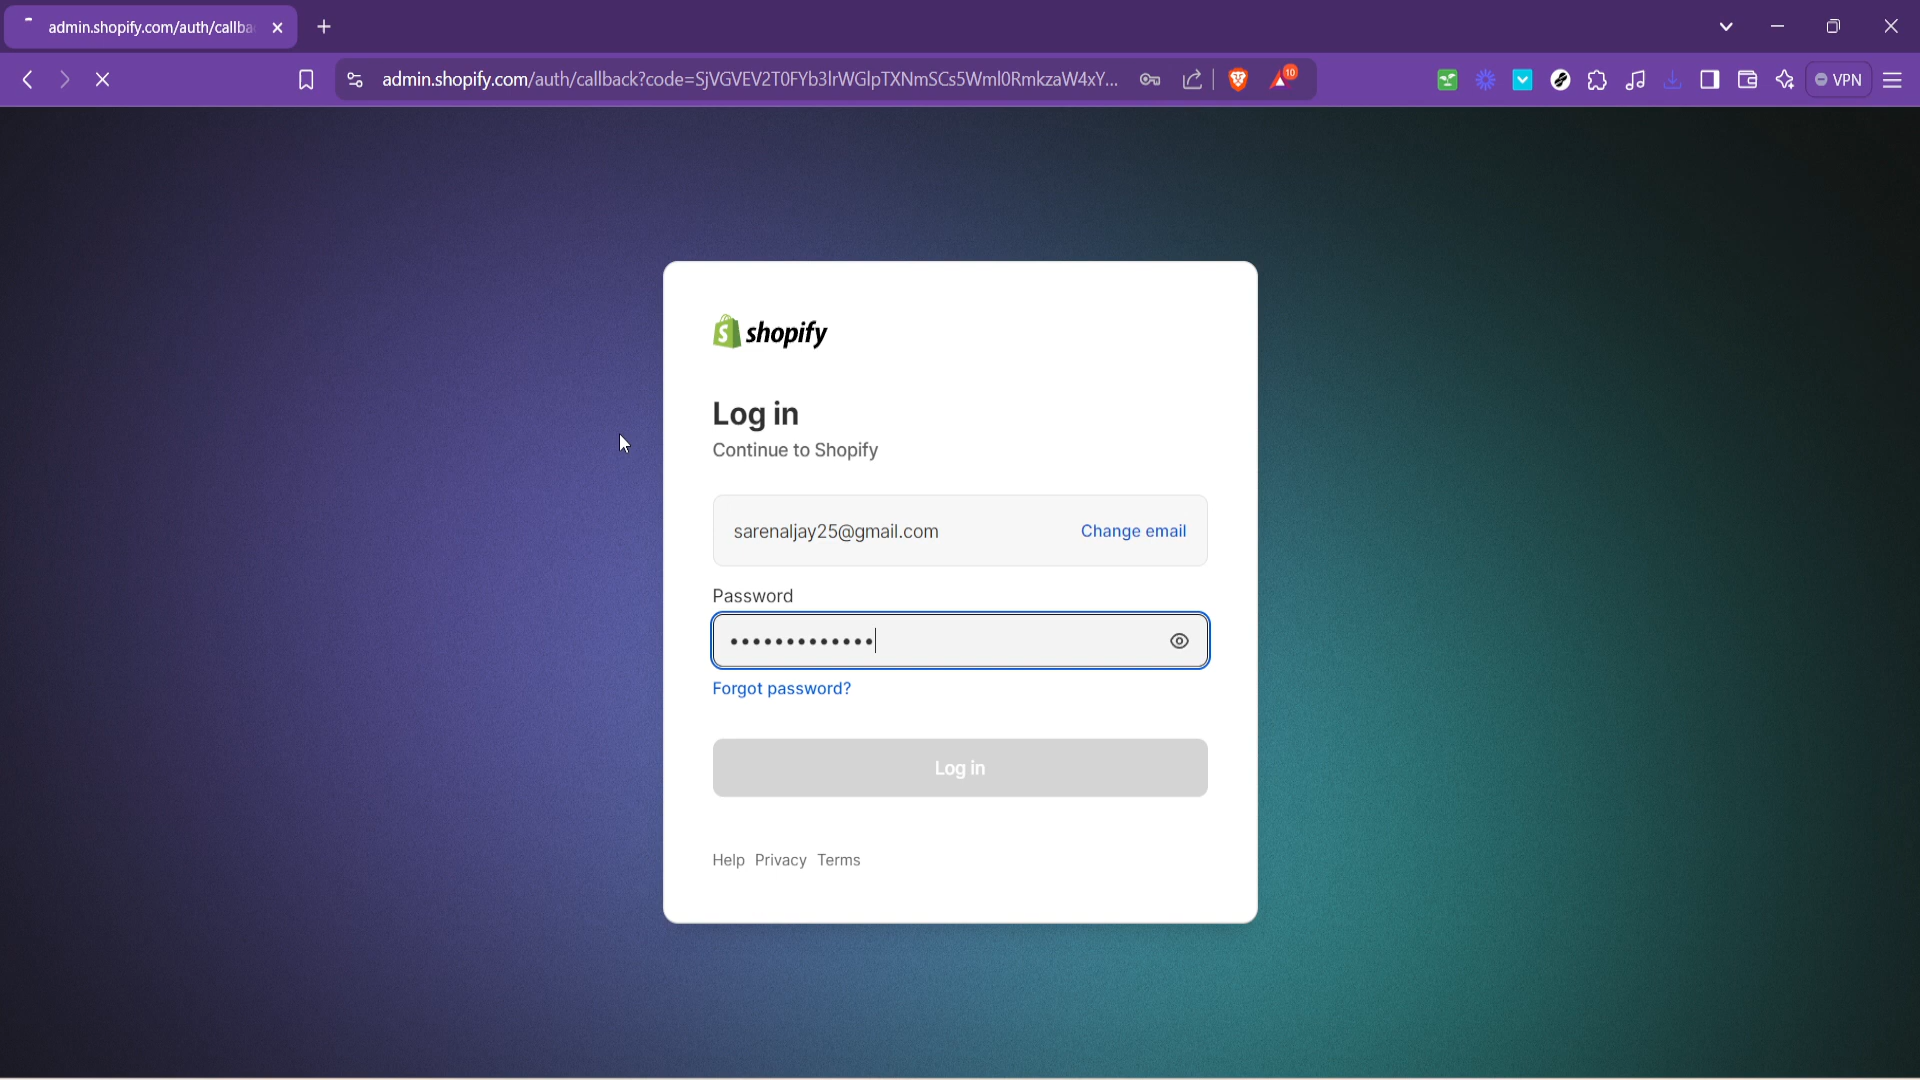 admin.shopify.com/auth/callba
admin.shopify.com/auth/callback?code=SjVGVEV2T0FYb3lrWGlpTXNmSCs5Wml0RmkzaW4xY...
10
VPN
shopify
Log in
Continue to Shopify
sarenaljay25@gmail.com
Change email
Password
Forgot password?
Log in
Help Privacy Terms